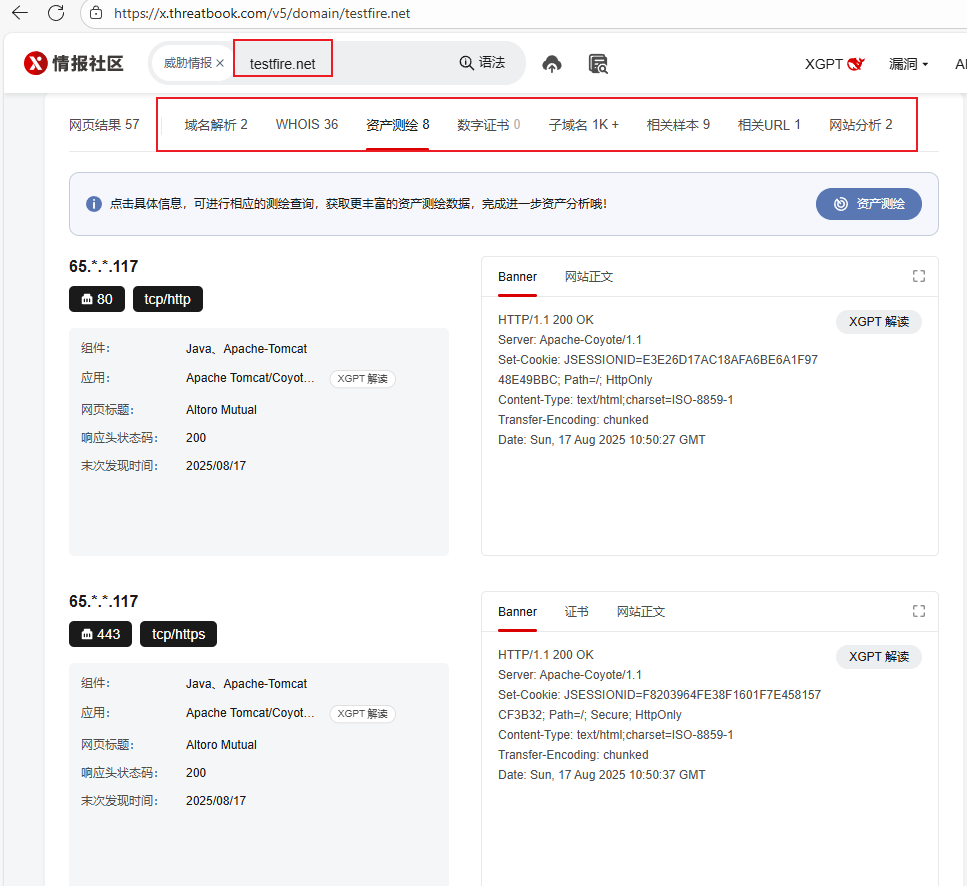 https://x.threatbook.com/v5/domain/testfire.net
X 情报社区 威胁情报 × testfire.net 语法 XGPT 漏洞
网页结果 57 域名解析 2 WHOIS 36 资产测绘 8 数字证书 0 子域名 1K + 相关样本 9 相关URL 1 网站分析 2
点击具体信息，可进行相应的测绘查询，获取更丰富的资产测绘数据，完成进一步资产分析哦！ 资产测绘
65.*.*.117
80 tcp/http
组件： Java、Apache-Tomcat
应用： Apache Tomcat/Coyot… XGPT 解读
网页标题： Altoro Mutual
响应头状态码： 200
末次发现时间： 2025/08/17
Banner 网站正文
XGPT 解读
HTTP/1.1 200 OK
Server: Apache-Coyote/1.1
Set-Cookie: JSESSIONID=E3E26D17AC18AFA6BE6A1F97
48E49BBC; Path=/; HttpOnly
Content-Type: text/html;charset=ISO-8859-1
Transfer-Encoding: chunked
Date: Sun, 17 Aug 2025 10:50:27 GMT
65.*.*.117
443 tcp/https
组件： Java、Apache-Tomcat
应用： Apache Tomcat/Coyot… XGPT 解读
网页标题： Altoro Mutual
响应头状态码： 200
末次发现时间： 2025/08/17
Banner 证书 网站正文
XGPT 解读
HTTP/1.1 200 OK
Server: Apache-Coyote/1.1
Set-Cookie: JSESSIONID=F8203964FE38F1601F7E458157
CF3B32; Path=/; Secure; HttpOnly
Content-Type: text/html;charset=ISO-8859-1
Transfer-Encoding: chunked
Date: Sun, 17 Aug 2025 10:50:37 GMT